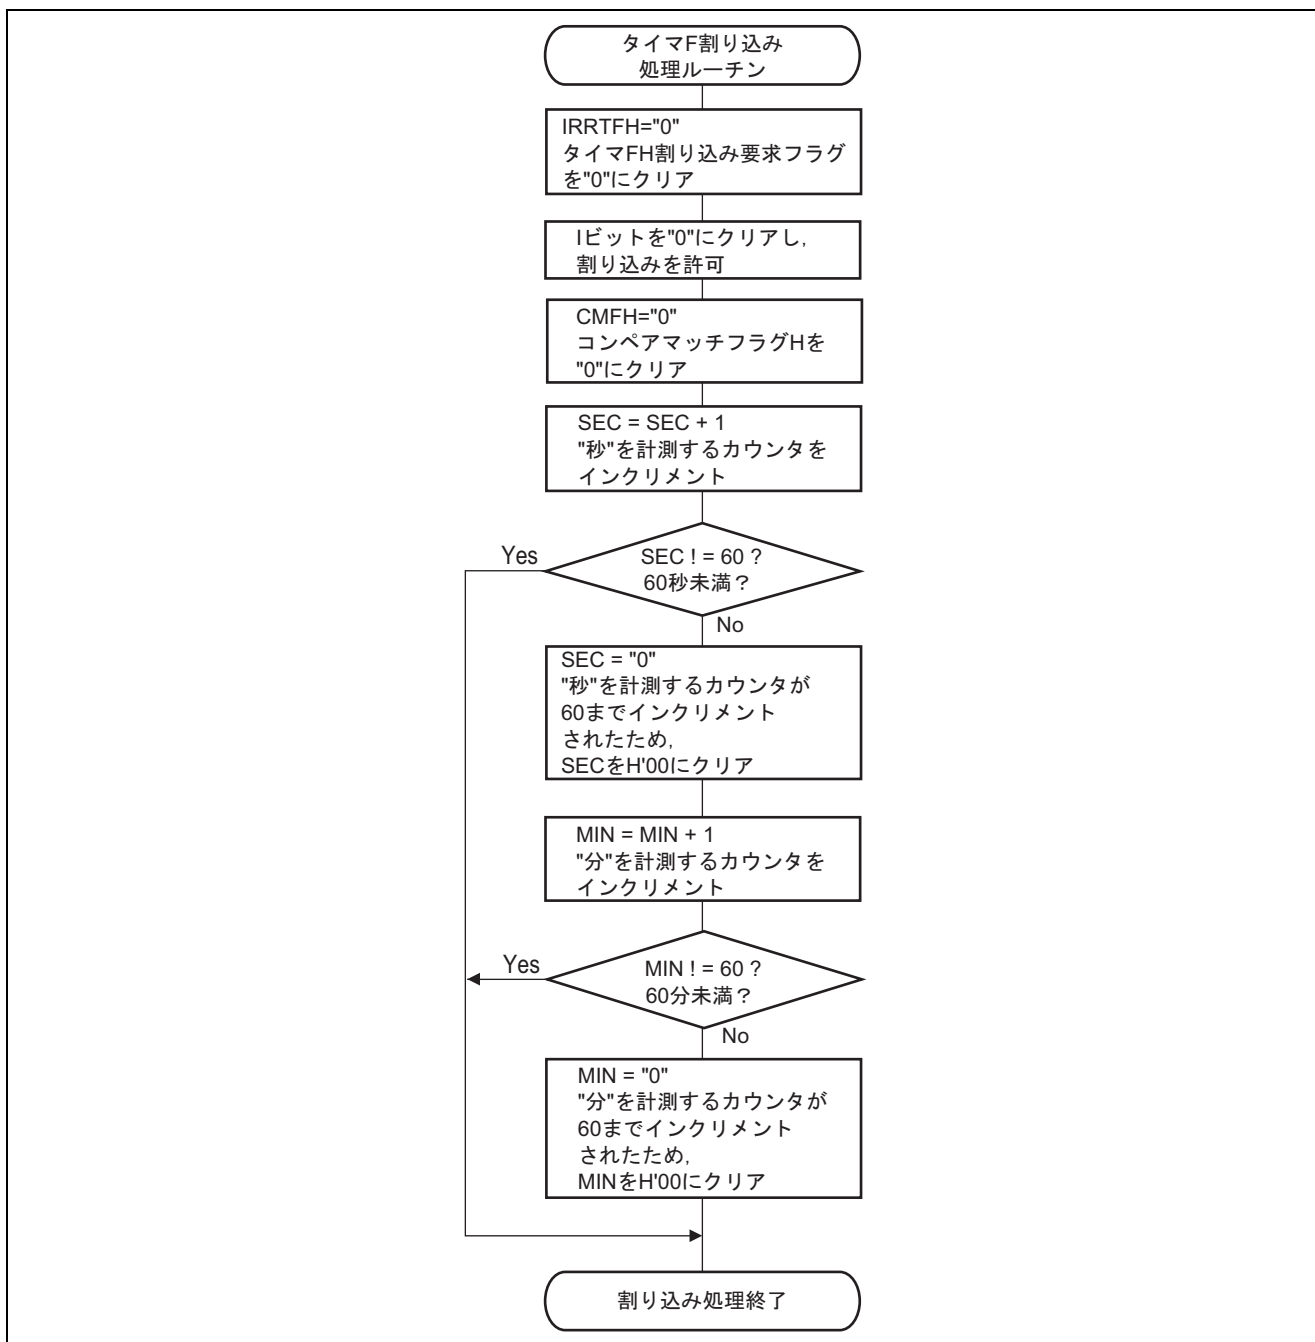 タイマF割り込み
処理ルーチン
IRRTFH="0"
タイマFH割り込み要求フラグ
を"0"にクリア
Iビットを"0"にクリアし,
割り込みを許可
CMFH="0"
コンペアマッチフラグHを
"0"にクリア
SEC = SEC + 1
"秒"を計測するカウンタを
インクリメント
Yes
SEC ! = 60 ?
60秒未満？
No
SEC = "0"
"秒"を計測するカウンタが
60までインクリメント
されたため,
SECをH'00にクリア
MIN = MIN + 1
"分"を計測するカウンタを
インクリメント
Yes
MIN ! = 60 ?
60分未満？
No
MIN = "0"
"分"を計測するカウンタが
60までインクリメント
されたため,
MINをH'00にクリア
割り込み処理終了